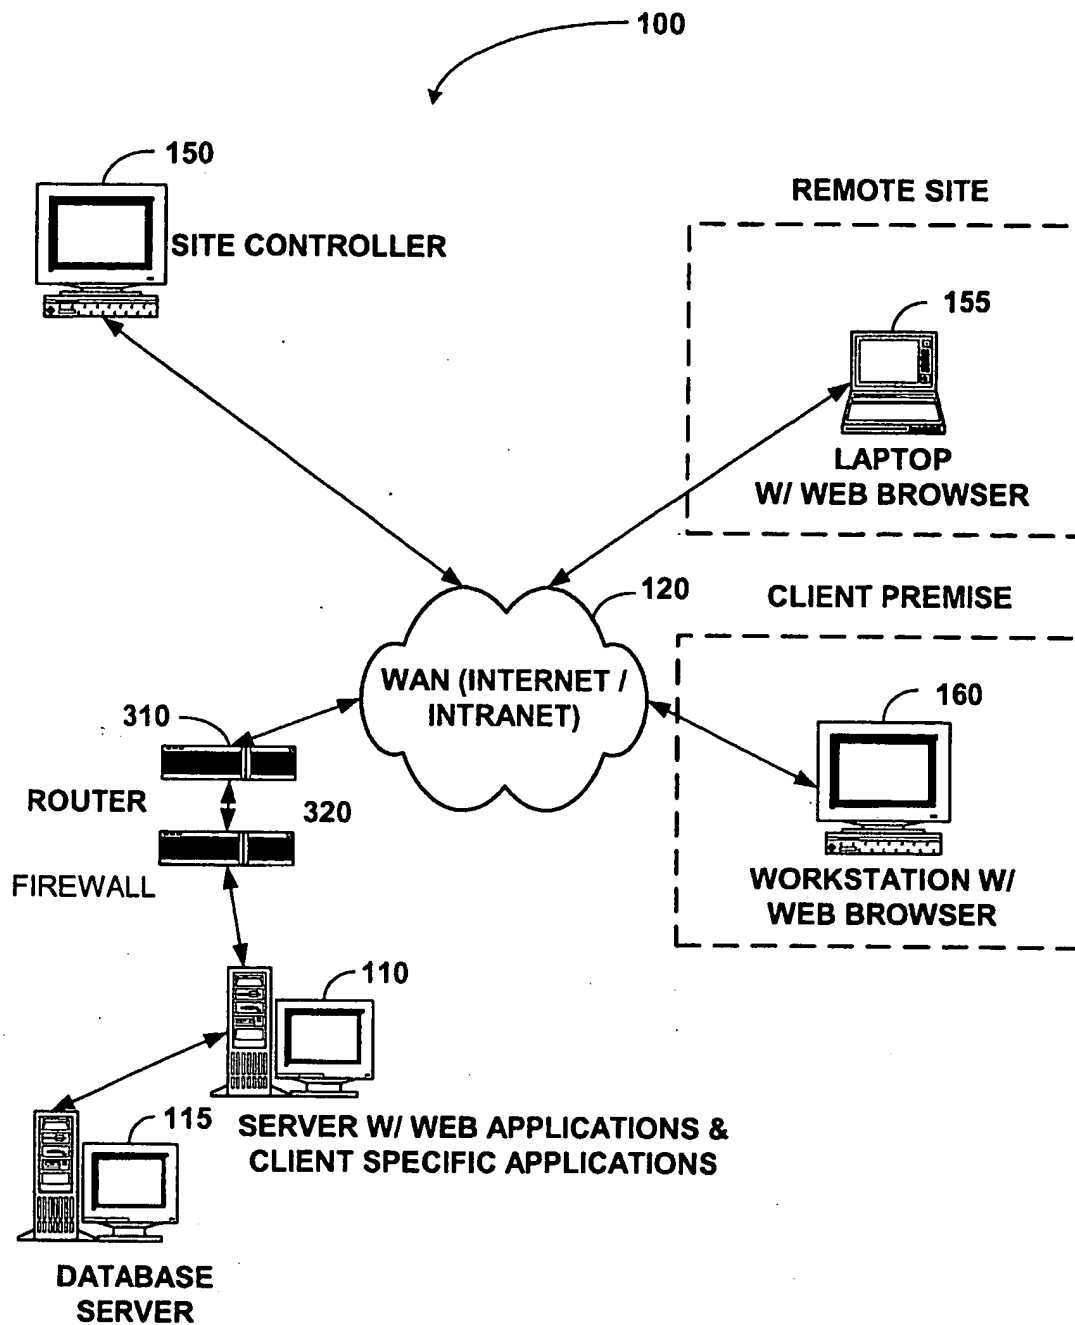 100
150
SITE CONTROLLER
REMOTE SITE
155
LAPTOP
W/ WEB BROWSER
120
CLIENT PREMISE
WAN (INTERNET /
INTRANET)
160
310
ROUTER
320
FIREWALL
WORKSTATION W/
WEB BROWSER
110
SERVER W/ WEB APPLICATIONS &
CLIENT SPECIFIC APPLICATIONS
115
DATABASE
SERVER